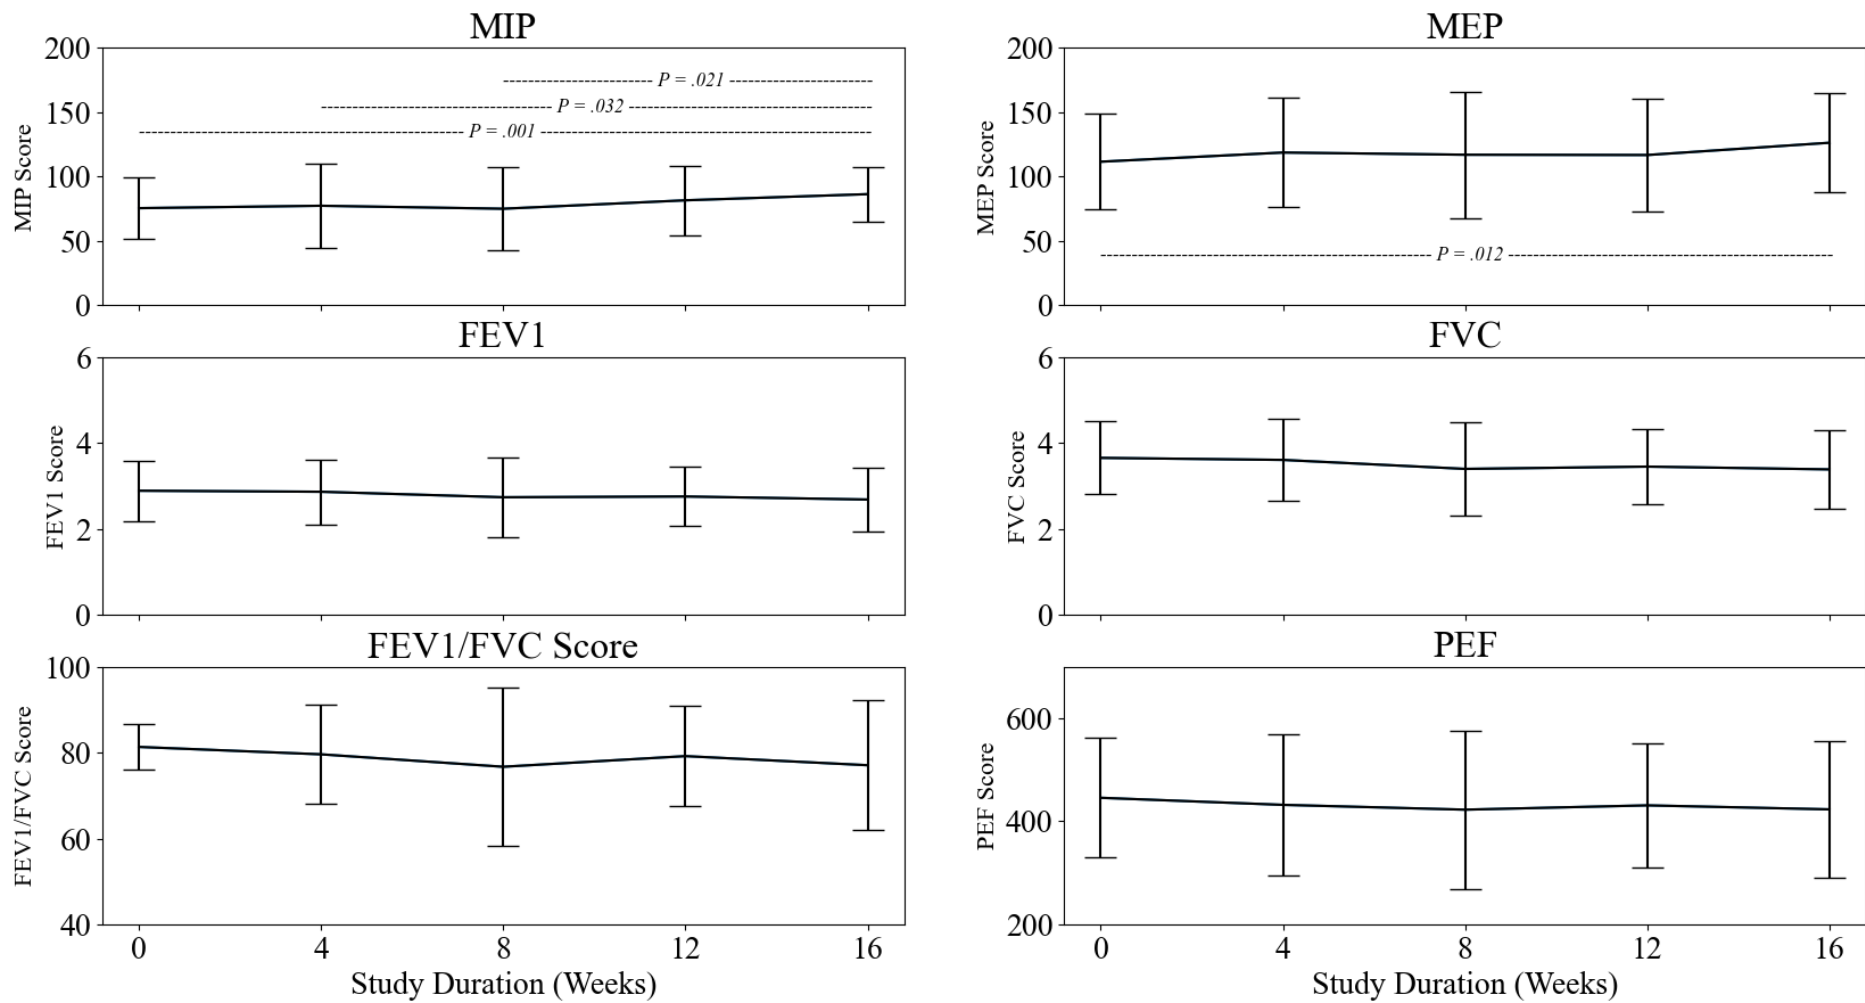 MIP
200
150
100
50
0
MIP Score
P = .021
P = .032
P = .001
MEP
200
150
100
50
0
MEP Score
P = .012
FEV1
6
4
2
0
FEV1 Score
FVC
6
4
2
0
FVC Score
FEV1/FVC Score
100
80
60
40
FEV1/FVC Score
0 4 8 12 16
Study Duration (Weeks)
PEF
600
400
200
PEF Score
0 4 8 12 16
Study Duration (Weeks)